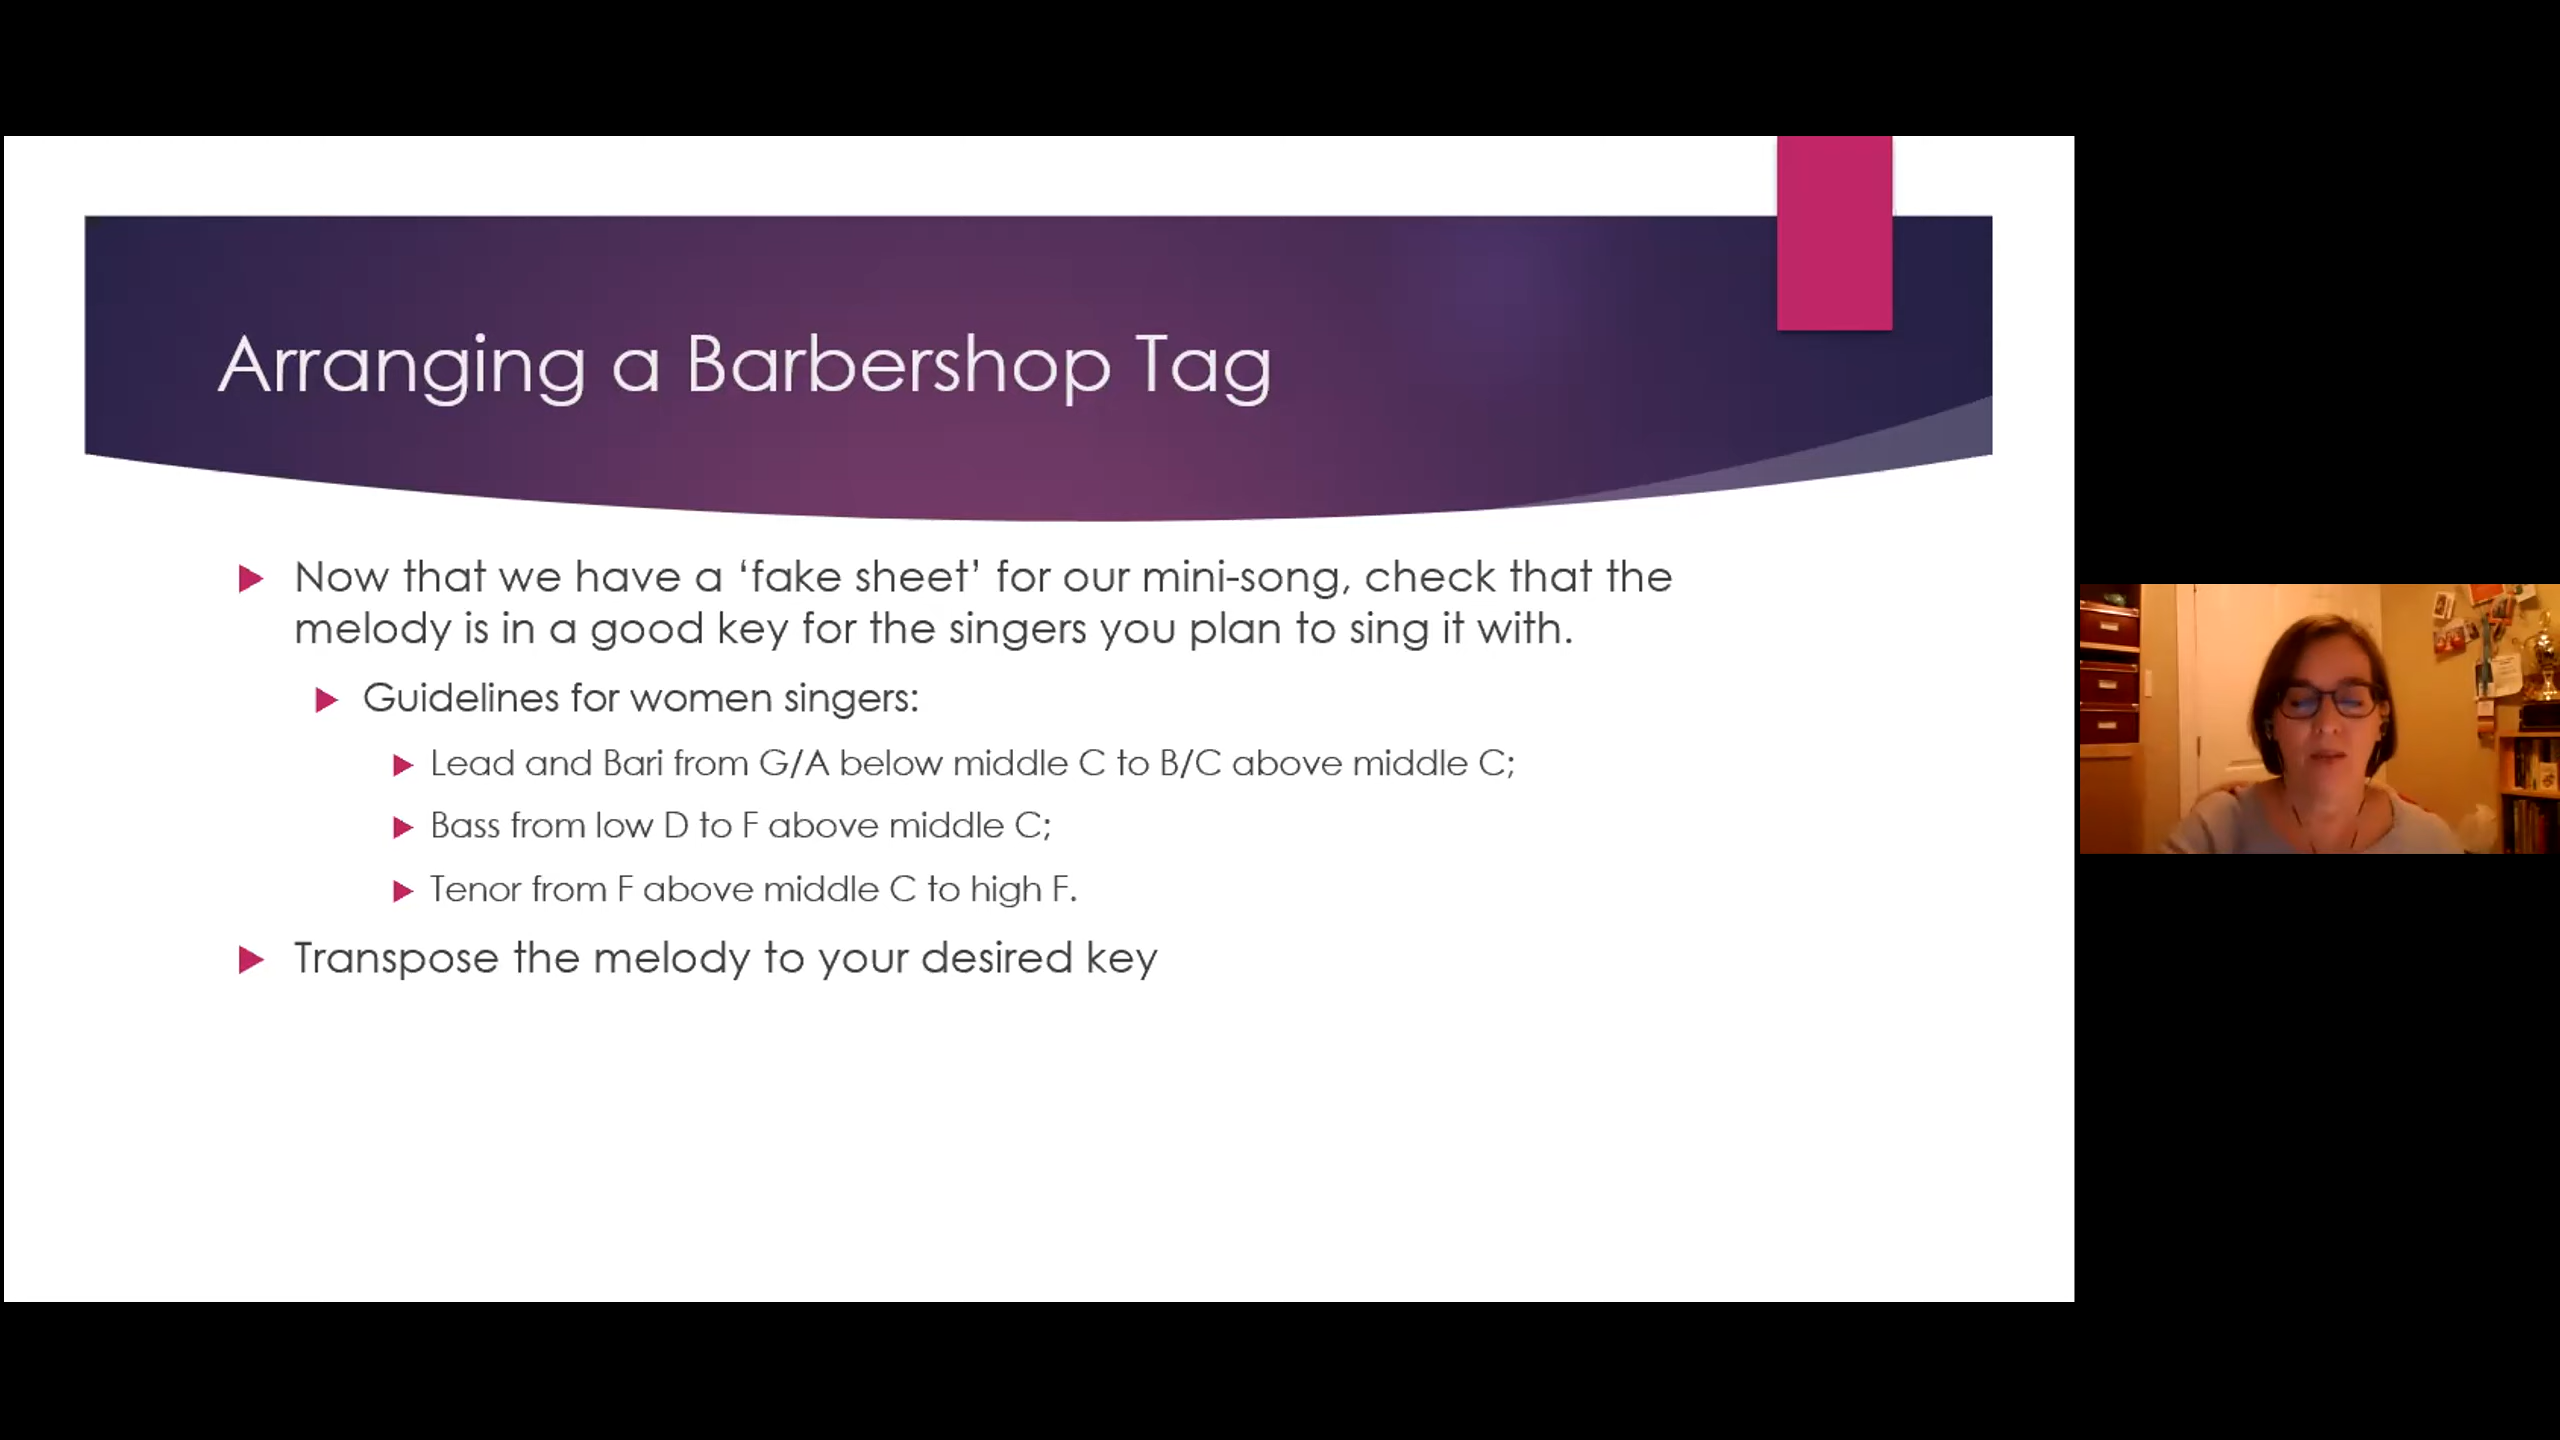 Arranging a Barbershop Tag
Now that we have a ‘fake sheet’ for our mini-song, check that the
melody is in a good key for the singers you plan to sing it with.
Guidelines for women singers:
Lead and Bari from G/A below middle C to B/C above middle C;
Bass from low D to F above middle C;
Tenor from F above middle C to high F.
Transpose the melody to your desired key